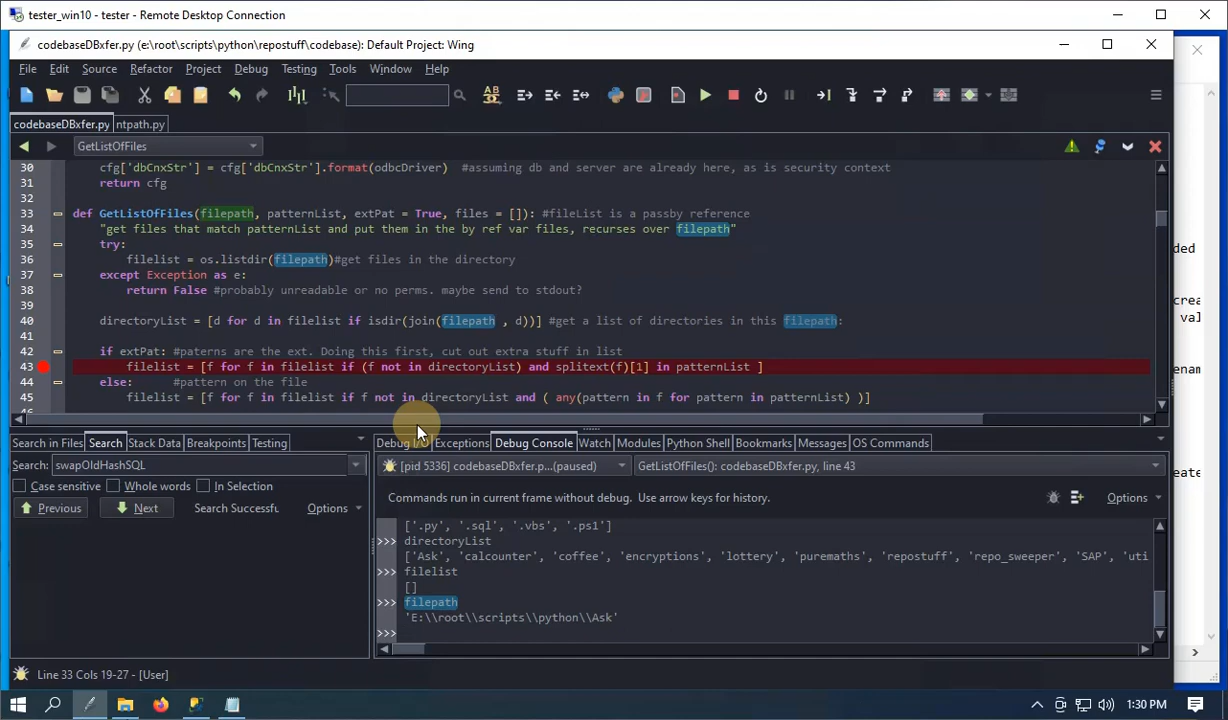 tester_win10 - tester - Remote Desktop Connection
codebaseDBxfer.py (e:\root\scripts\python\repostuff\codebase): Default Project: Wing
File Edit Source Refactor Project Debug Testing Tools Window Help
codebaseDBxfer.py ntpath.py
GetListOfFiles
30 cfg['dbCnxStr'] = cfg['dbCnxStr'].format(odbcDriver) #assuming db and server are already here, as is security context
31 return cfg
32
33 def GetListOfFiles(filepath, patternList, extPat = True, files = []): #fileList is a passby reference
34 "get files that match patternList and put them in the by ref var files, recurses over filepath"
35 try:
36 filelist = os.listdir(filepath)#get files in the directory
37 except Exception as e:
38 return False #probably unreadable or no perms. maybe send to stdout?
39
40 directoryList = [d for d in filelist if isdir(join(filepath , d))] #get a list of directories in this filepath:
41
42 if extPat: #paterns are the ext. Doing this first, cut out extra stuff in list
43 filelist = [f for f in filelist if (f not in directoryList) and splitext(f)[1] in patternList ]
44 else: #pattern on the file
45 filelist = [f for f in filelist if f not in directoryList and ( any(pattern in f for pattern in patternList) )]
Search in Files Search Stack Data Breakpoints Testing
Debug I/O Exceptions Debug Console Watch Modules Python Shell Bookmarks Messages OS Commands
Search: swapOldHashSQL
Case sensitive Whole words In Selection
Previous Next Search Successfu Options
[pid 5336] codebaseDBxfer.p...(paused) GetListOfFiles(): codebaseDBxfer.py, line 43
Commands run in current frame without debug. Use arrow keys for history. Options
['.py', '.sql', '.vbs', '.ps1']
>>> directoryList
['Ask', 'calcounter', 'coffee', 'encryptions', 'lottery', 'puremaths', 'repostuff', 'repo_sweeper', 'SAP', 'uti
>>> filelist
[]
>>> filepath
'E:\\root\\scripts\\python\\Ask'
>>>
Line 33 Cols 19-27 - [User]
ded
crea
val
enam
eate
1:30 PM